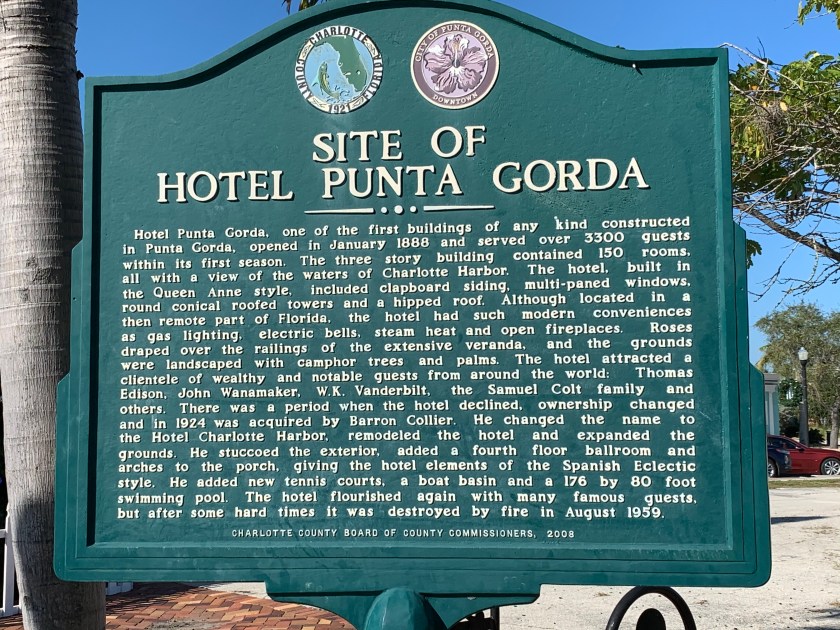 CHARLOTTE COUNTY
1921
CITY OF PUNTA GORDA
DOWNTOWN
SITE OF
HOTEL PUNTA GORDA
Hotel Punta Gorda, one of the first buildings of any kind constructed
in Punta Gorda, opened in January 1888 and served over 3300 guests
within its first season. The three story building contained 150 rooms,
all with a view of the waters of Charlotte Harbor. The hotel, built in
the Queen Anne style, included clapboard siding, multi-paned windows,
round conical roofed towers and a hipped roof. Although located in a
then remote part of Florida, the hotel had such modern conveniences
as gas lighting, electric bells, steam heat and open fireplaces. Roses
draped over the railings of the extensive veranda, and the grounds
were landscaped with camphor trees and palms. The hotel attracted a
clientele of wealthy and notable guests from around the world: Thomas
Edison, John Wanamaker, W.K. Vanderbilt, the Samuel Colt family and
others. There was a period when the hotel declined, ownership changed
and in 1924 was acquired by Barron Collier. He changed the name to
the Hotel Charlotte Harbor, remodeled the hotel and expanded the
grounds. He stuccoed the exterior, added a fourth floor ballroom and
arches to the porch, giving the hotel elements of the Spanish Eclectic
style. He added new tennis courts, a boat basin and a 176 by 80 foot
swimming pool. The hotel flourished again with many famous guests,
but after some hard times it was destroyed by fire in August 1959.
CHARLOTTE COUNTY BOARD OF COUNTY COMMISSIONERS, 2008